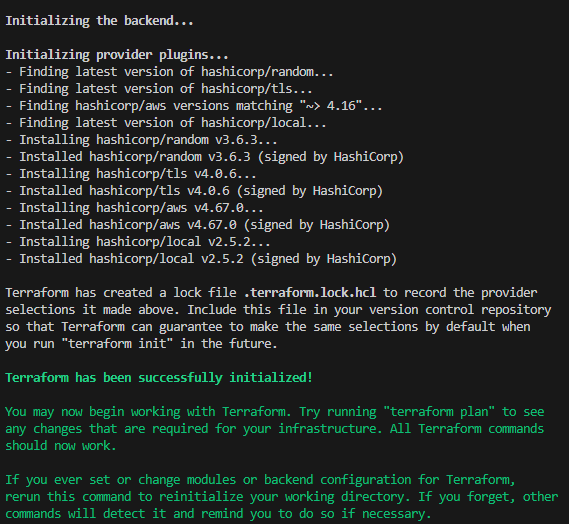 Initializing the backend...
Initializing provider plugins...
- Finding latest version of hashicorp/random...
- Finding latest version of hashicorp/tls...
- Finding hashicorp/aws versions matching "~> 4.16"...
- Finding latest version of hashicorp/local...
- Installing hashicorp/random v3.6.3...
- Installed hashicorp/random v3.6.3 (signed by HashiCorp)
- Installing hashicorp/tls v4.0.6...
- Installed hashicorp/tls v4.0.6 (signed by HashiCorp)
- Installing hashicorp/aws v4.67.0...
- Installed hashicorp/aws v4.67.0 (signed by HashiCorp)
- Installing hashicorp/local v2.5.2...
- Installed hashicorp/local v2.5.2 (signed by HashiCorp)
Terraform has created a lock file .terraform.lock.hcl to record the provider
selections it made above. Include this file in your version control repository
so that Terraform can guarantee to make the same selections by default when
you run "terraform init" in the future.
Terraform has been successfully initialized!
You may now begin working with Terraform. Try running "terraform plan" to see
any changes that are required for your infrastructure. All Terraform commands
should now work.
If you ever set or change modules or backend configuration for Terraform,
rerun this command to reinitialize your working directory. If you forget, other
commands will detect it and remind you to do so if necessary.